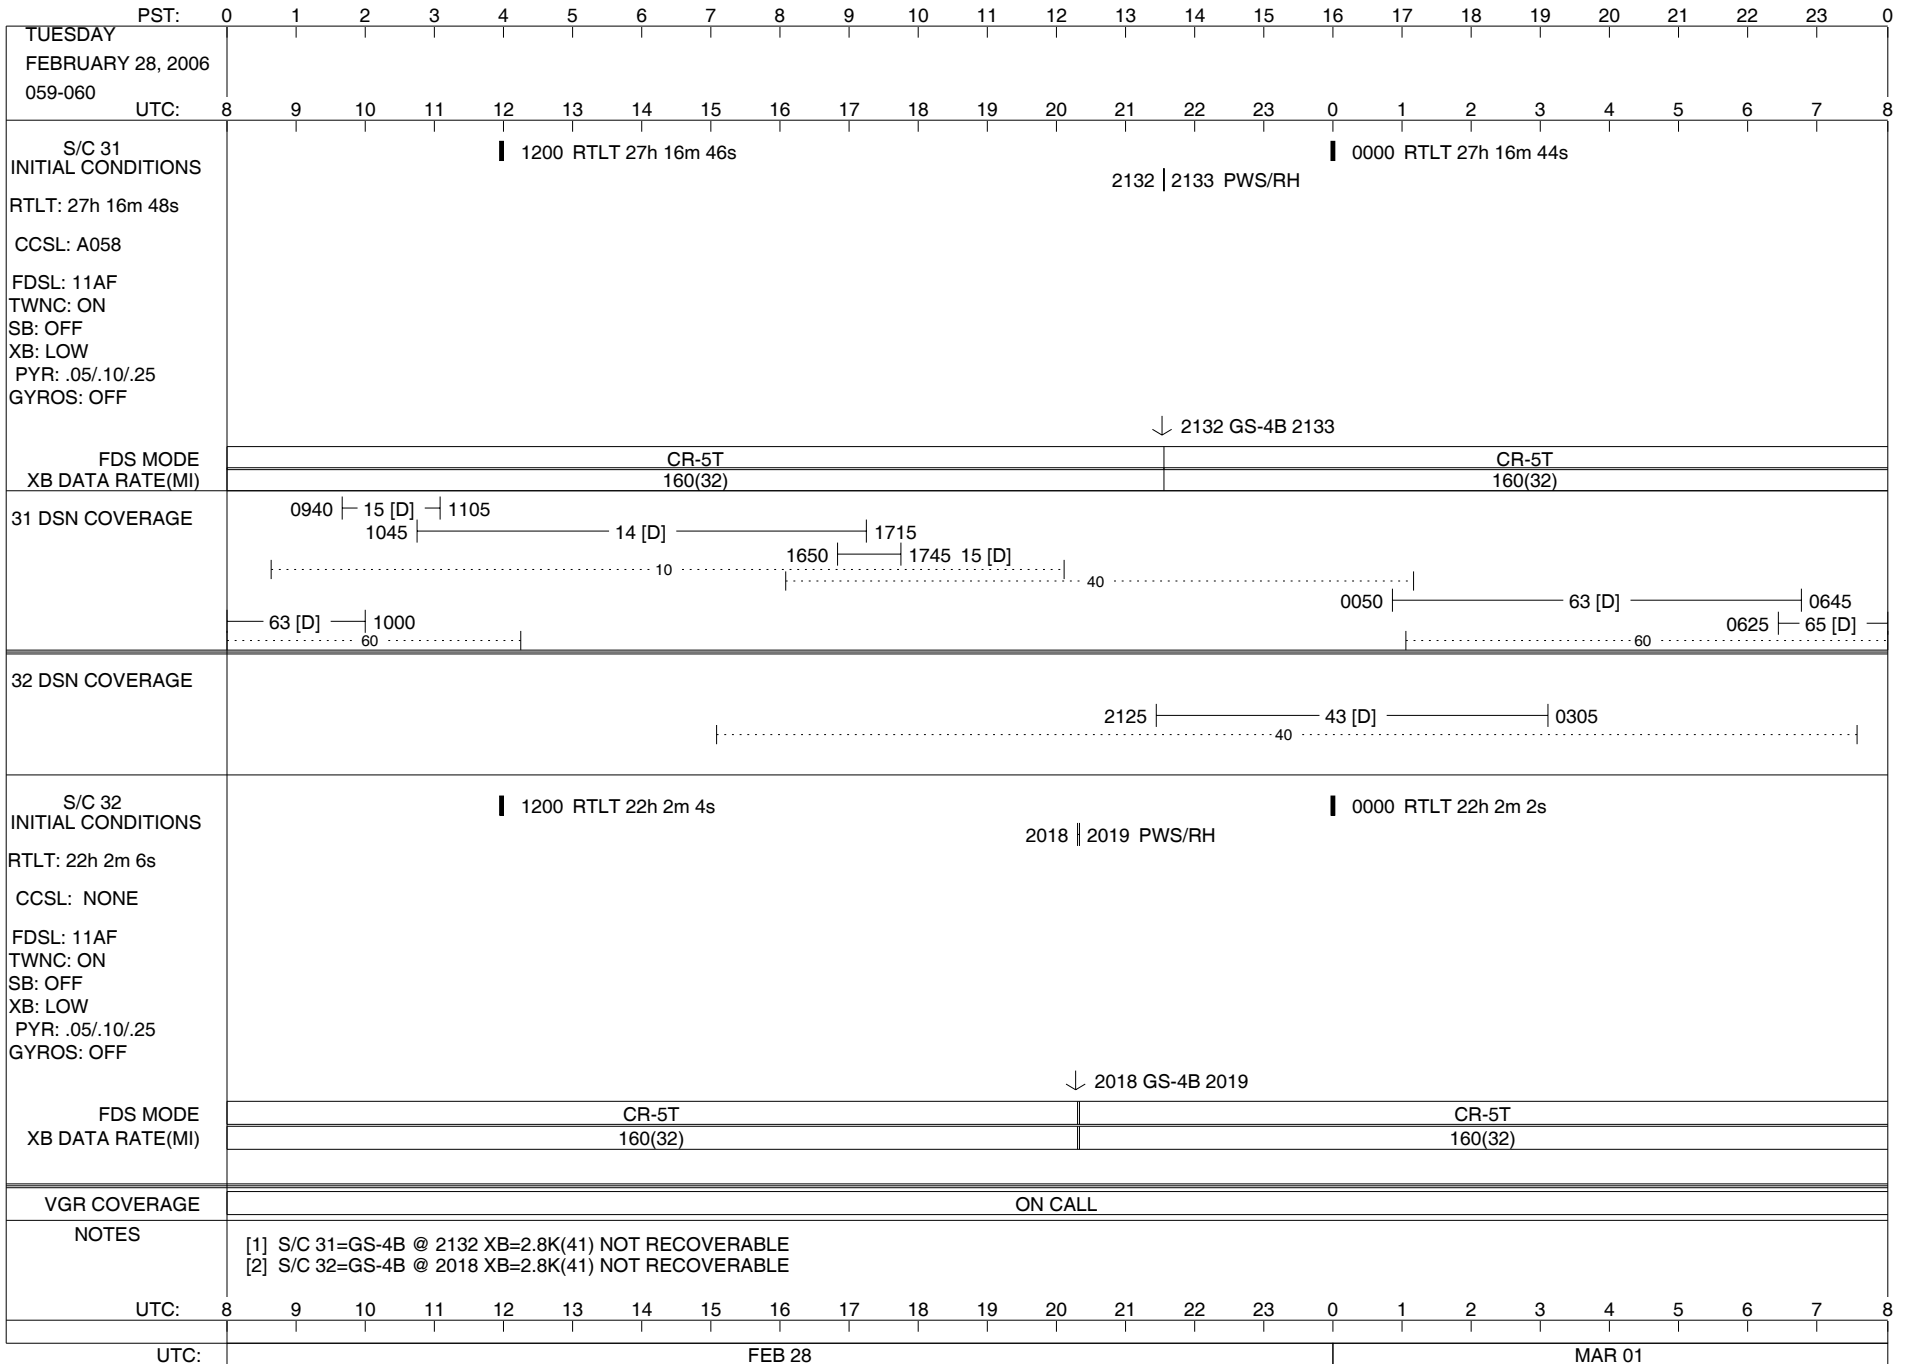 PST: 0 1 2 3 4 5 6 7 8 9 10 11 12 13 14 15 16 17 18 19 20 21 22 23 0
TUESDAY
FEBRUARY 28, 2006
059-060
UTC: 8 9 10 11 12 13 14 15 16 17 18 19 20 21 22 23 0 1 2 3 4 5 6 7 8
S/C 31
INITIAL CONDITIONS
1200 RTLT 27h 16m 46s 0000 RTLT 27h 16m 44s
2132 2133 PWS/RH
RTLT: 27h 16m 48s
CCSL: A058
FDSL: 11AF
TWNC: ON
SB: OFF
XB: LOW
PYR: .05/.10/.25
GYROS: OFF
2132 GS-4B 2133
FDS MODE CR-5T CR-5T
XB DATA RATE(MI) 160(32) 160(32)
31 DSN COVERAGE
0940 15 [D] 1105
1045 14 [D] 1715
1650 1745 15 [D]
10
40
0050 63 [D] 0645
63 [D] 1000 0625 65 [D]
60 60
32 DSN COVERAGE
2125 43 [D] 0305
40
S/C 32
INITIAL CONDITIONS
1200 RTLT 22h 2m 4s 0000 RTLT 22h 2m 2s
2018 2019 PWS/RH
RTLT: 22h 2m 6s
CCSL: NONE
FDSL: 11AF
TWNC: ON
SB: OFF
XB: LOW
PYR: .05/.10/.25
GYROS: OFF
2018 GS-4B 2019
FDS MODE CR-5T CR-5T
XB DATA RATE(MI) 160(32) 160(32)
VGR COVERAGE ON CALL
NOTES
[1] S/C 31=GS-4B @ 2132 XB=2.8K(41) NOT RECOVERABLE
[2] S/C 32=GS-4B @ 2018 XB=2.8K(41) NOT RECOVERABLE
UTC: 8 9 10 11 12 13 14 15 16 17 18 19 20 21 22 23 0 1 2 3 4 5 6 7 8
UTC: FEB 28 MAR 01